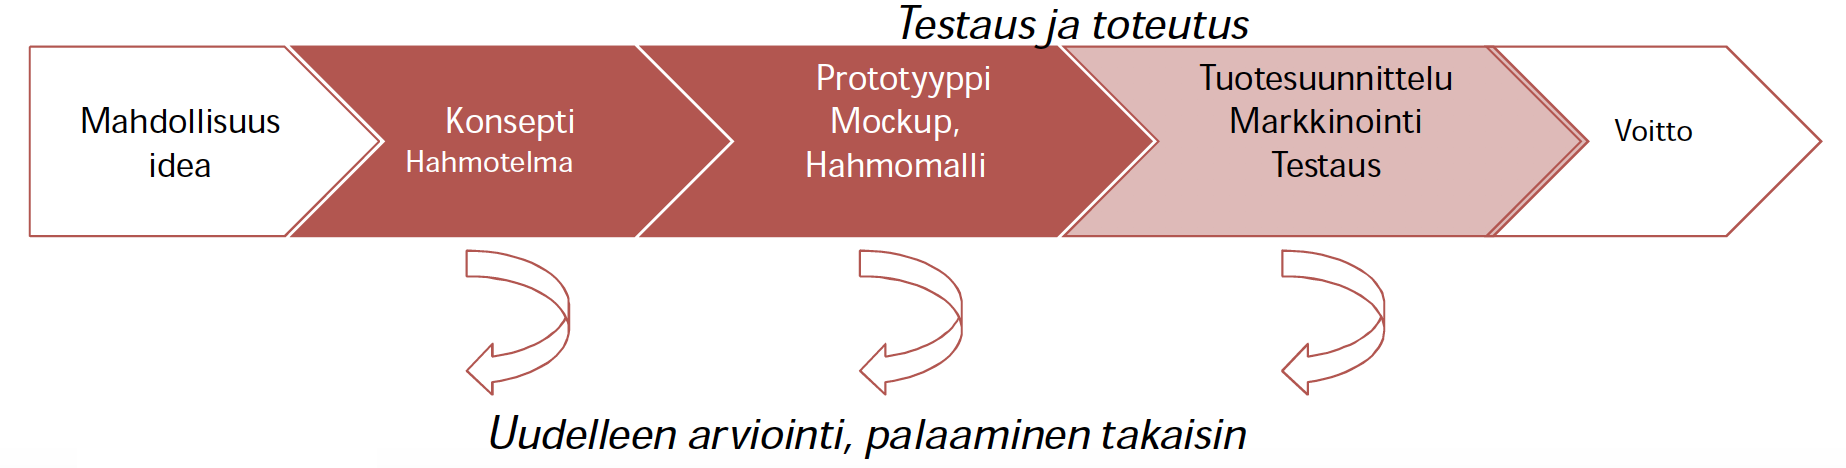 Testaus ja toteutus
Mahdollisuus
idea
Konsepti
Hahmotelma
Prototyyppi
Mockup,
Hahmomalli
Tuotesuunnittelu
Markkinointi
Testaus
Voitto
Uudelleen arviointi, palaaminen takaisin